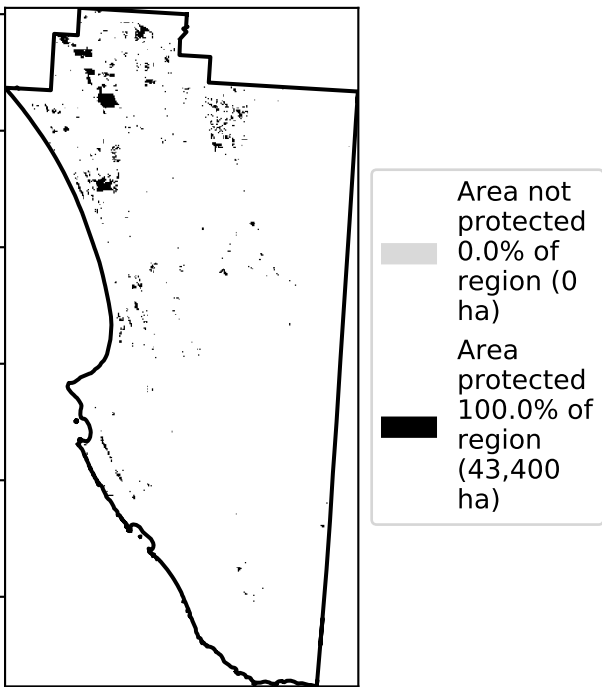 Area not
protected
0.0% of
region (0
ha)
Area
protected
100.0% of
region
(43,400
ha)